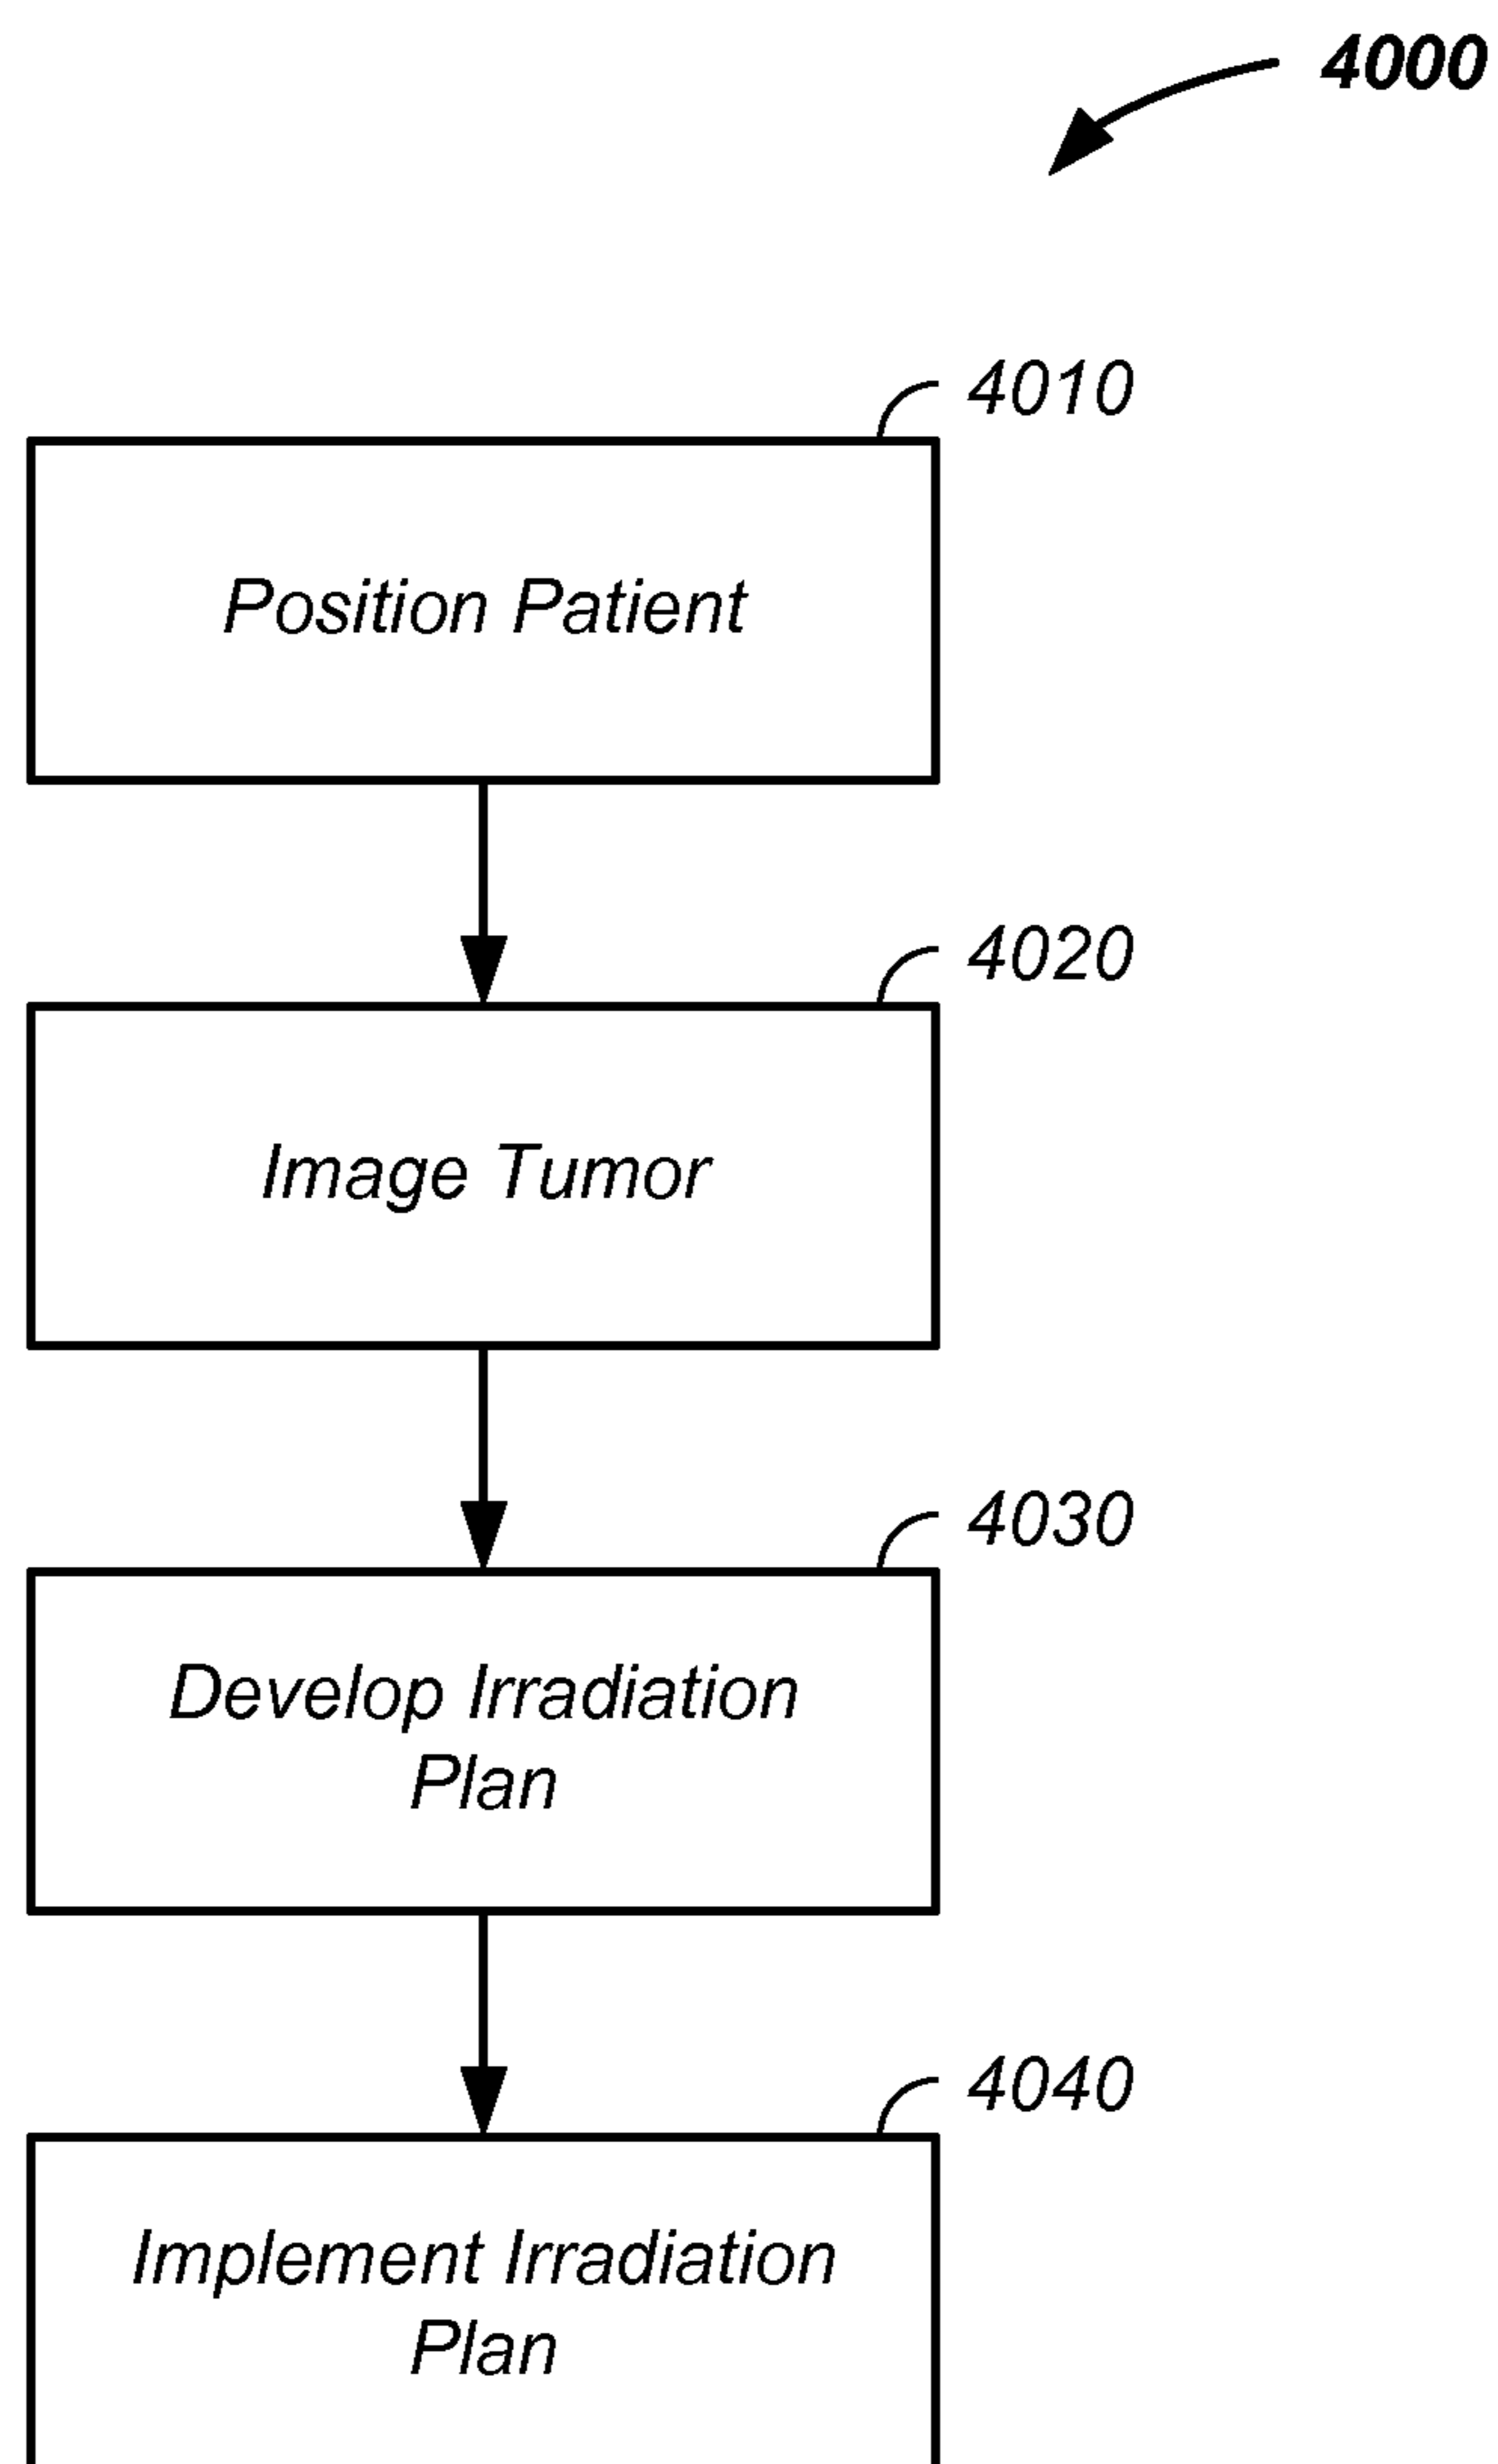 4000
4010
Position Patient
4020
Image Tumor
4030
Develop Irradiation
Plan
4040
Implement Irradiation
Plan